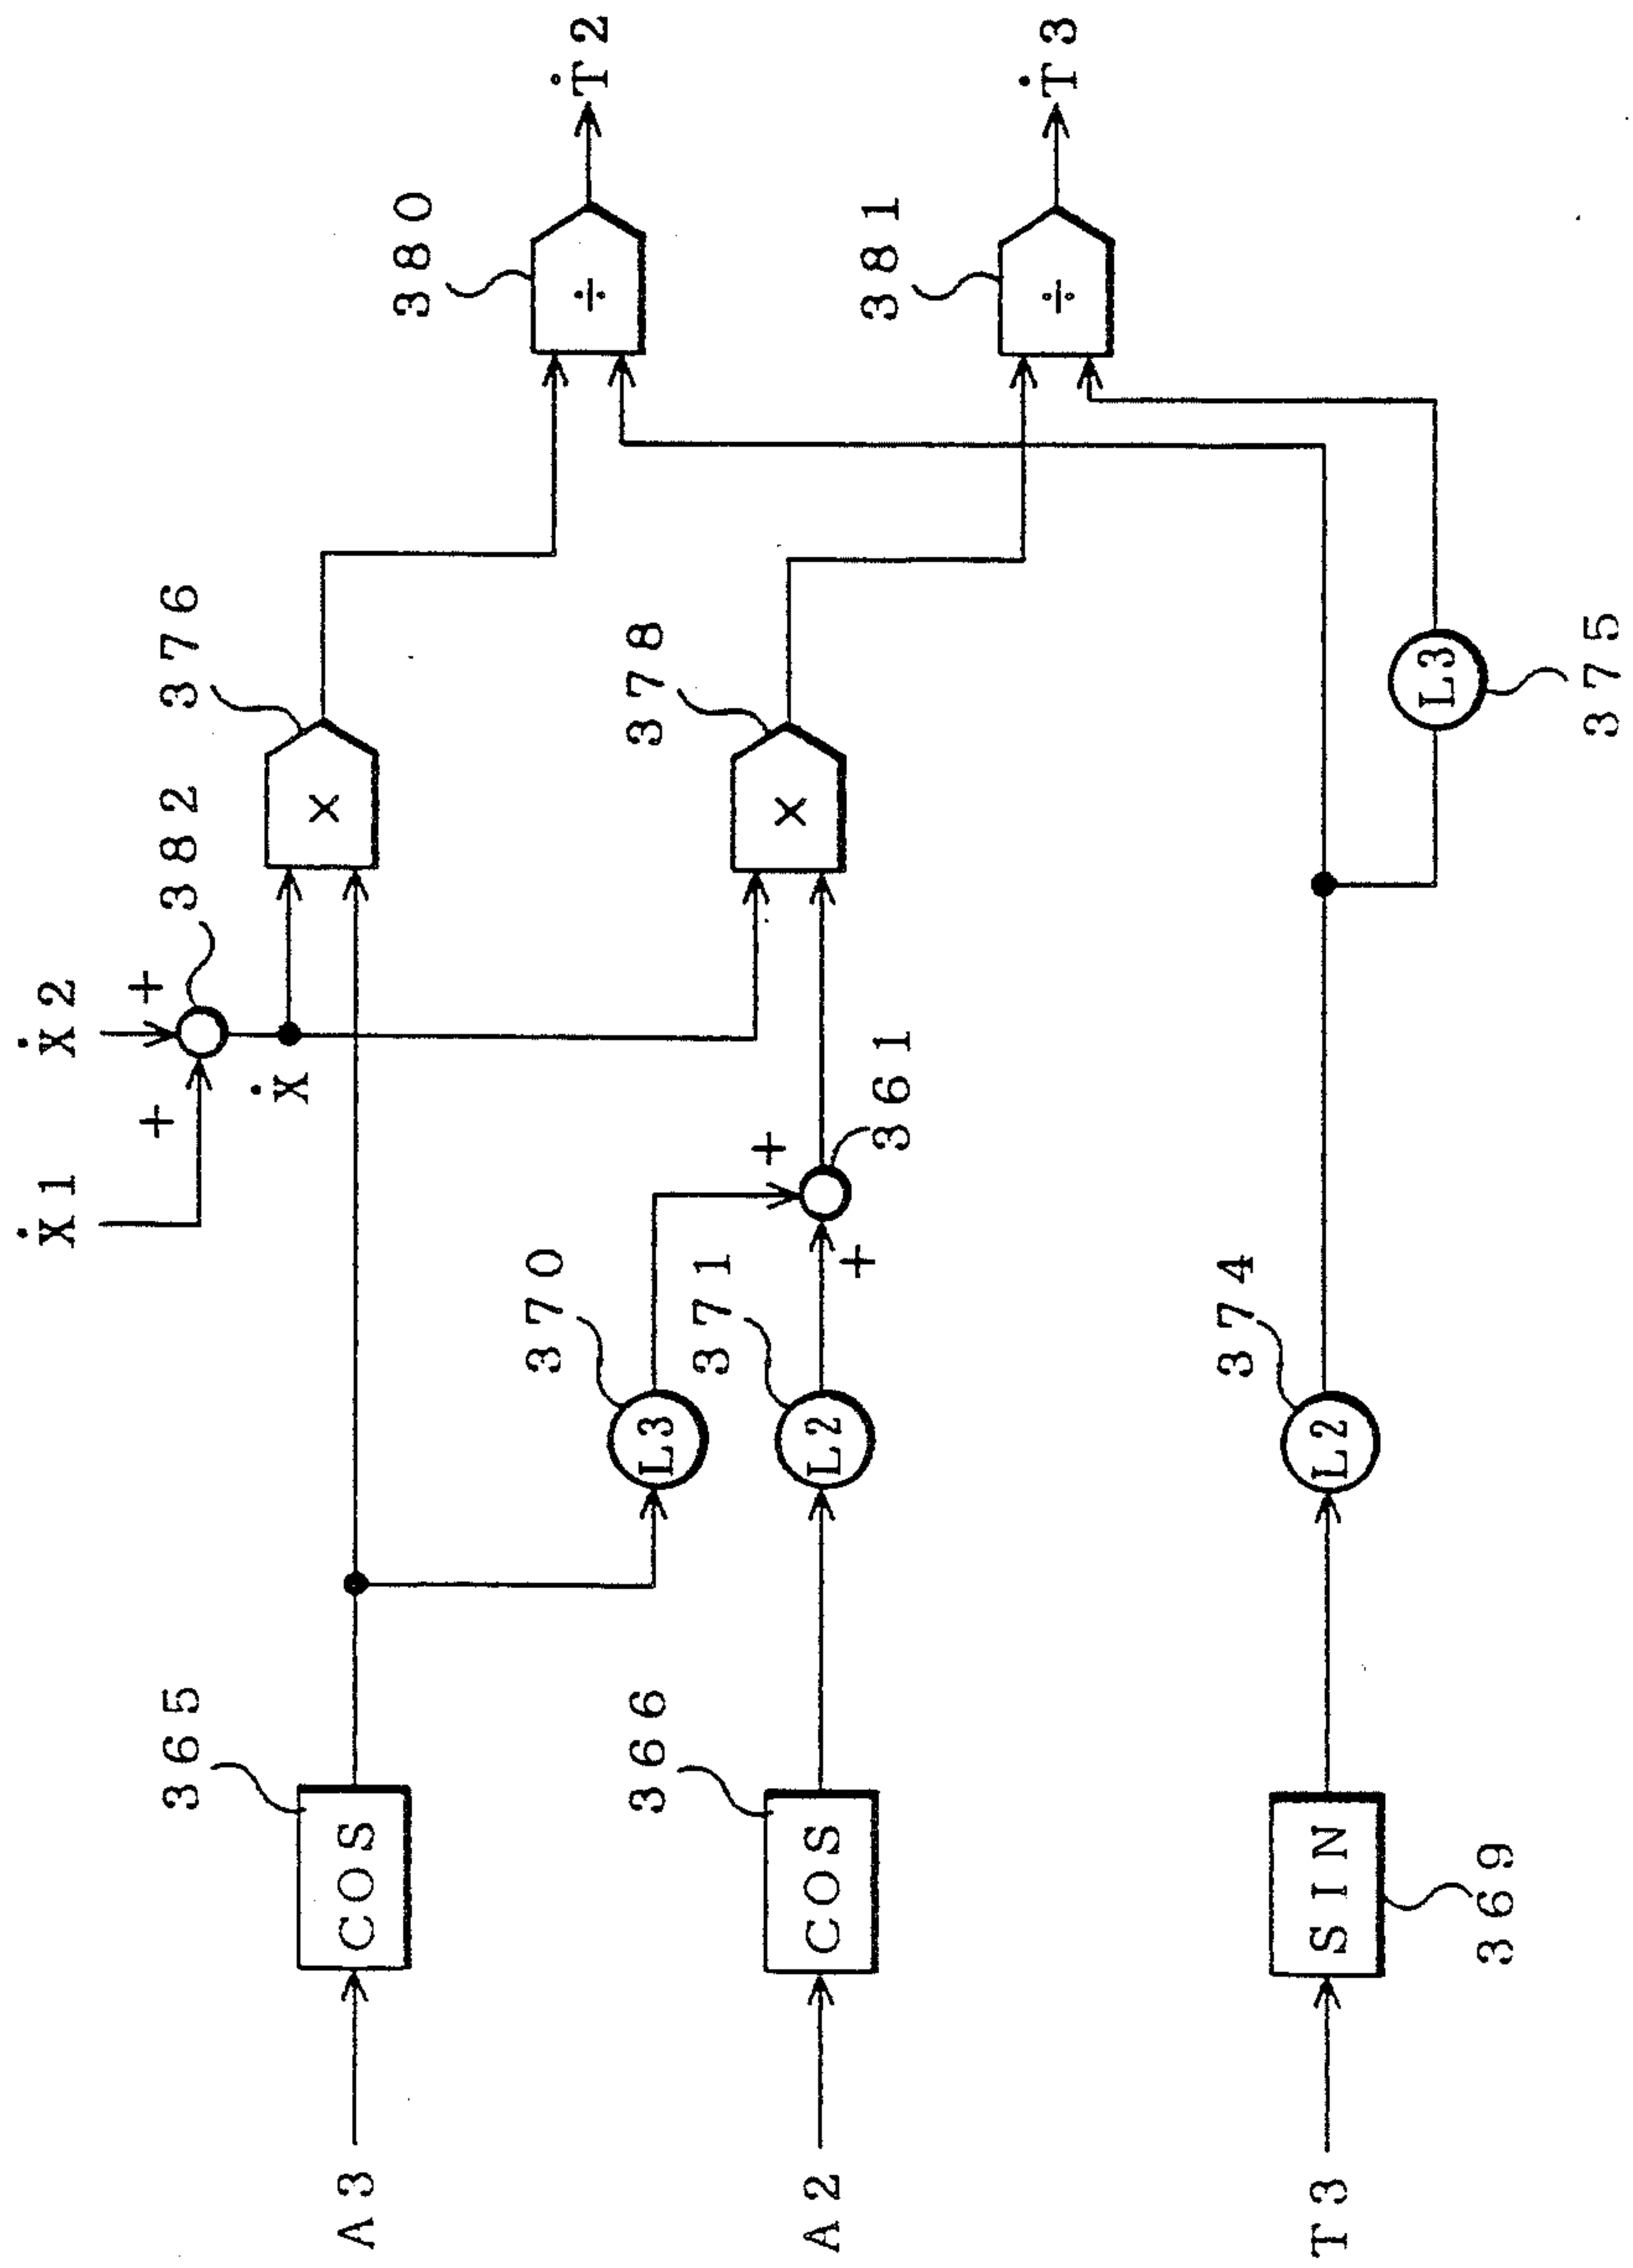 Ẋ1
Ẋ2
+
+
382
Ẋ
A3
COS
365
×
376
÷
380
Ṫ2
L3
370
A2
COS
366
L2
371
+
+
361
×
378
÷
381
Ṫ3
T3
SIN
369
L2
374
L3
375